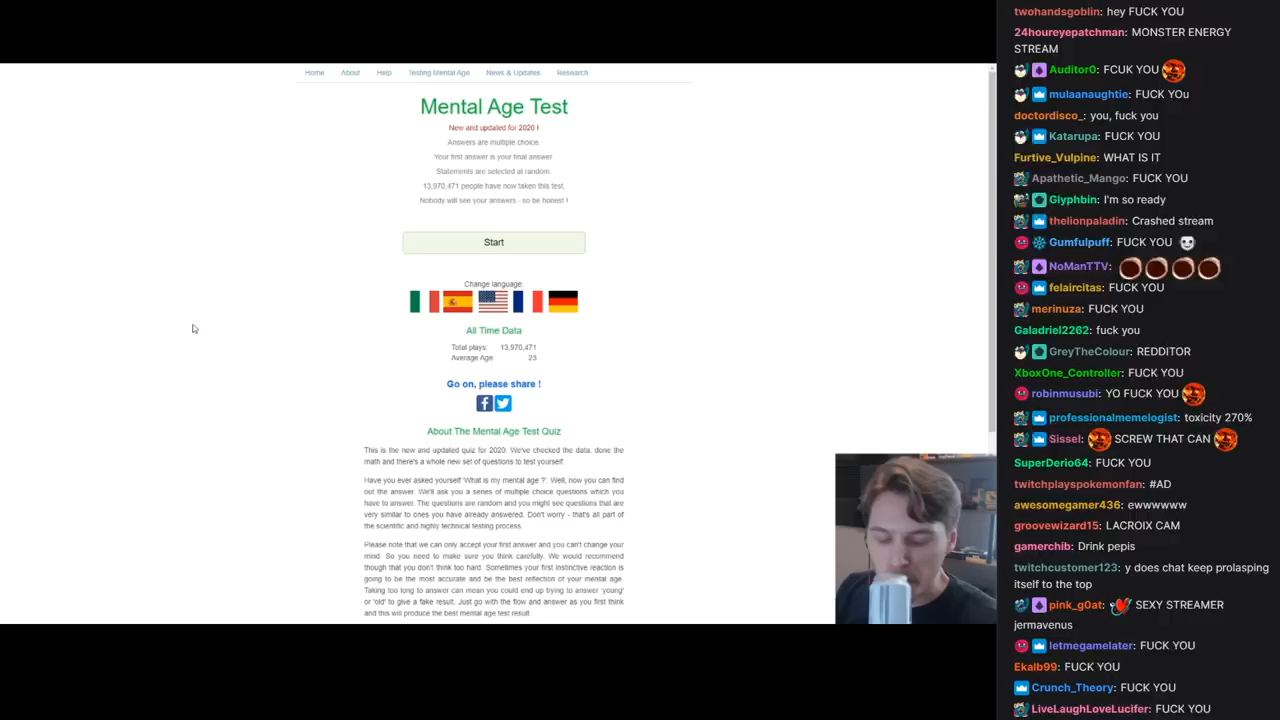 Home About Help Testing Mental Age News & Updates Research
Mental Age Test
New and updated for 2020 !
Answers are multiple choice.
Your first answer is your final answer
Statements are selected at random
13,970,471 people have now taken this test.
Nobody will see your answers - so be honest !
Start
Change language:
All Time Data
Total plays: 13,970,471
Average Age 23
Go on, please share !
About The Mental Age Test Quiz
This is the new and updated quiz for 2020. We've checked the data, done the
math and there's a whole new set of questions to test yourself.
Have you ever asked yourself 'What is my mental age ?'. Well, now you can find
out the answer. We'll ask you a series of multiple choice questions which you
have to answer. The questions are random and you might see questions that are
very similar to ones you have already answered. Don't worry - that's all part of
the scientific and highly technical testing process.
Please note that we can only accept your first answer and you can't change your
mind. So you need to make sure you think carefully. We would recommend
though that you don't think too hard. Sometimes your first instinctive reaction is
going to be the most accurate and be the best reflection of your mental age.
Taking too long to answer can mean you could end up trying to answer 'young'
or 'old' to give a fake result. Just go with the flow and answer as you first think
and this will produce the best mental age test result
twohandsgoblin: hey FUCK YOU
24houreyepatchman: MONSTER ENERGY
STREAM
Auditor0: FCUK YOU
mulaanaughtie: FUCK YOu
doctordisco_: you, fuck you
Katarupa: FUCK YOU
Furtive_Vulpine: WHAT IS IT
Apathetic_Mango: FUCK YOU
Glyphbin: I'm so ready
thelionpaladin: Crashed stream
Gumfulpuff: FUCK YOU
NoManTTV:
felaircitas: FUCK YOU
merinuza: FUCK YOU
Galadriel2262: fuck you
GreyTheColour: REDDITOR
XboxOne_Controller: FUCK YOU
robinmusubi: YO FUCK YOU
professionalmemelogist: toxicity 270%
Sissel: SCREW THAT CAN
SuperDerio64: FUCK YOU
twitchplayspokemonfan: #AD
awesomegamer436: ewwwwww
groovewizard15: LACROIX CAM
gamerchib: Drink pepis
twitchcustomer123: y does chat keep prolasping
itself to the top
pink_g0at: YOU STREAMER
jermavenus
letmegamelater: FUCK YOU
Ekalb99: FUCK YOU
Crunch_Theory: FUCK YOU
LiveLaughLoveLucifer: FUCK YOU